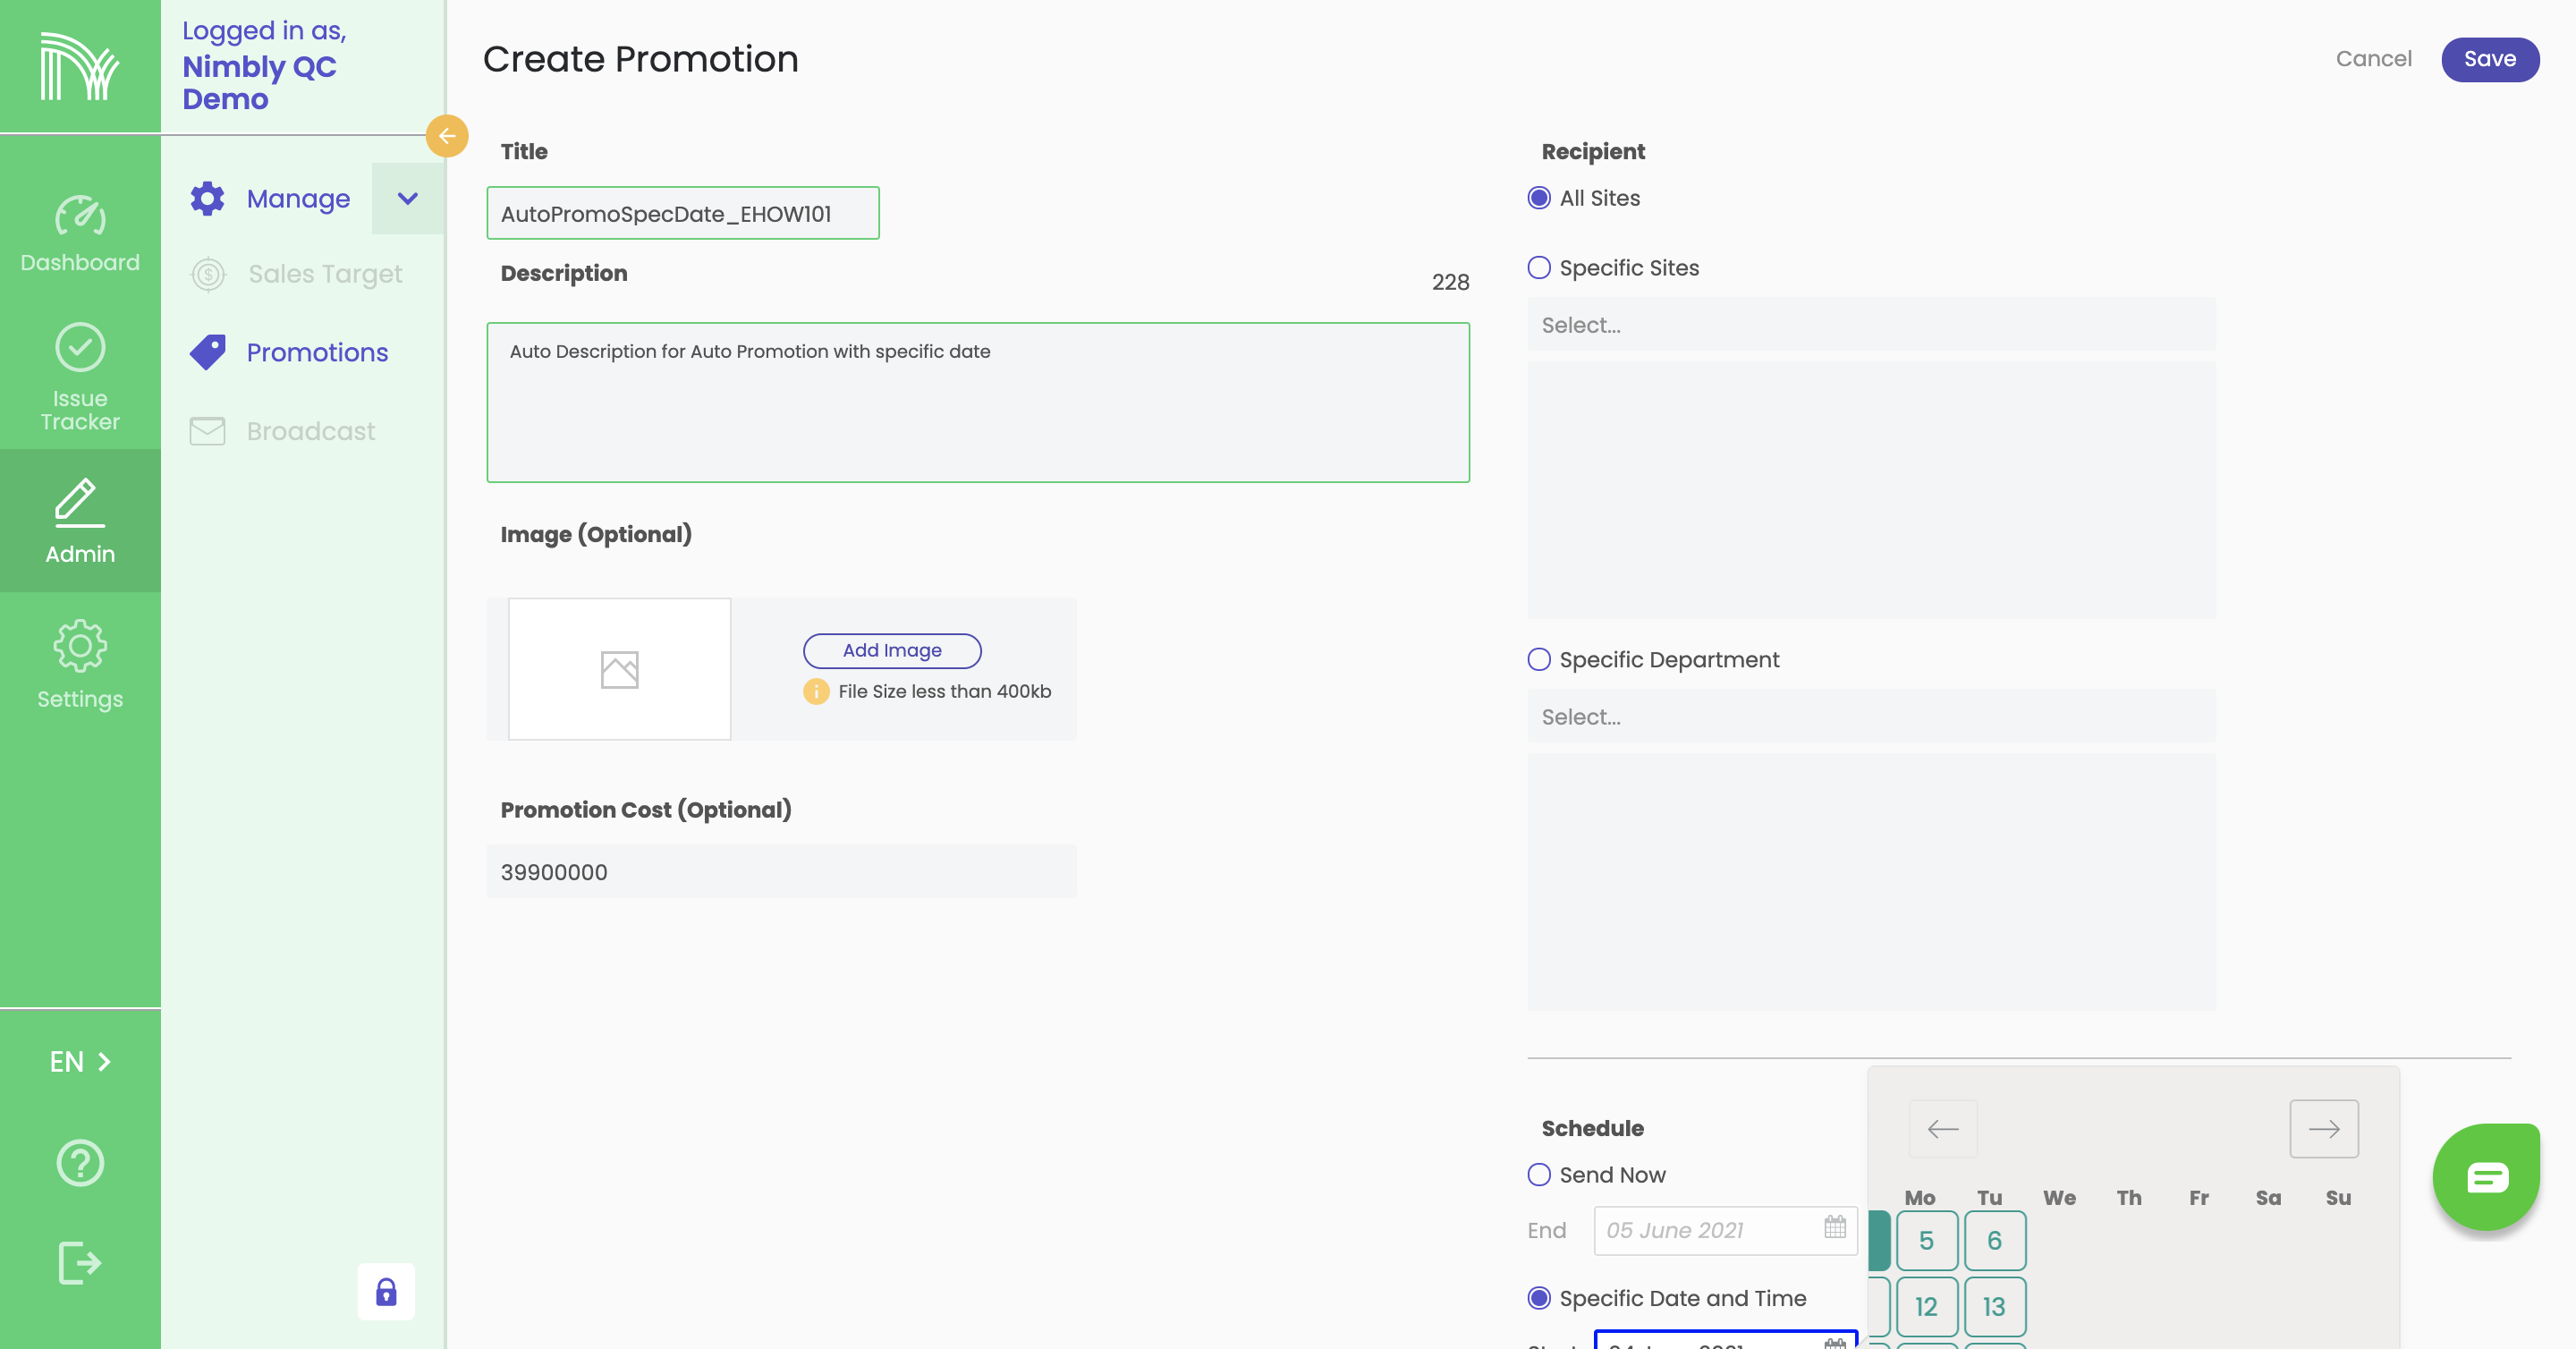 Logged in as,
Nimbly QC
Demo
Dashboard
Issue
Tracker
Admin
Settings
EN
Manage
Sales Target
Promotions
Broadcast
Create Promotion
Cancel
Save
Title
AutoPromoSpecDate_EHOW101
Description
228
Auto Description for Auto Promotion with specific date
Image (Optional)
Add Image
File Size less than 400kb
Promotion Cost (Optional)
39900000
Recipient
All Sites
Specific Sites
Select...
Specific Department
Select...
Schedule
Send Now
End
05 June 2021
Specific Date and Time
Mo Tu We Th Fr Sa Su
5 6
12 13